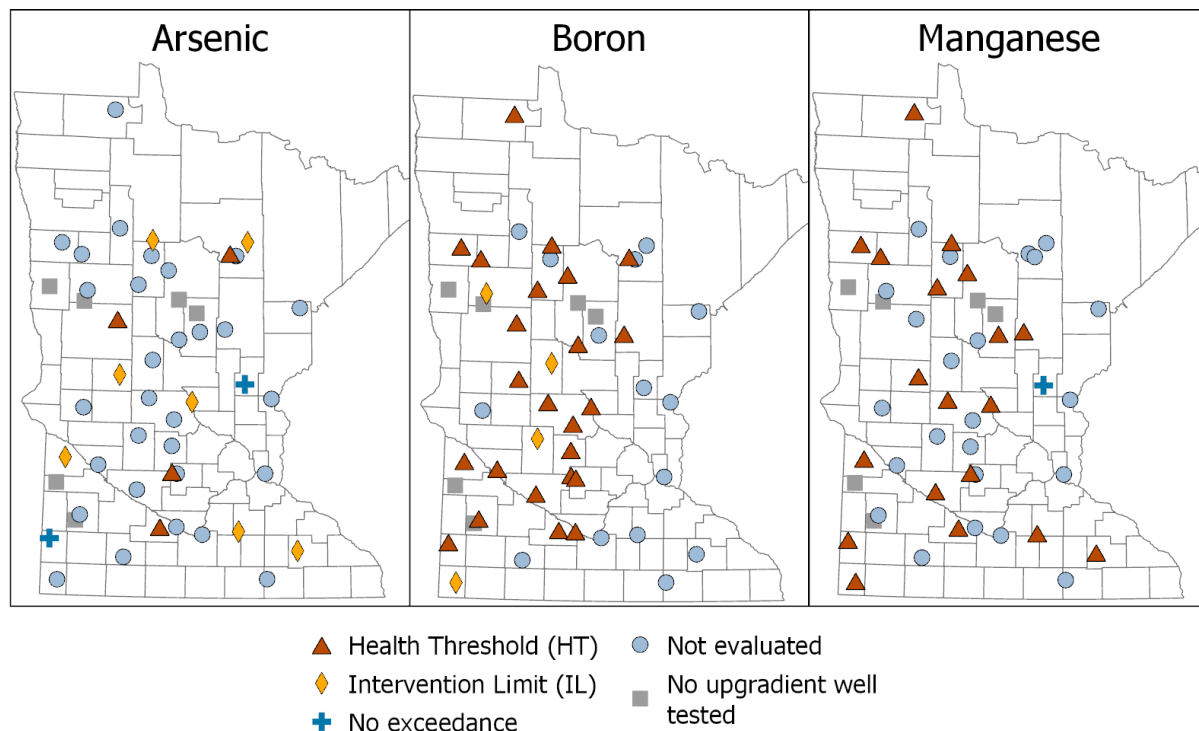 Arsenic
Boron
Manganese
Health Threshold (HT)
Not evaluated
Intervention Limit (IL)
No upgradient well
tested
No exceedance